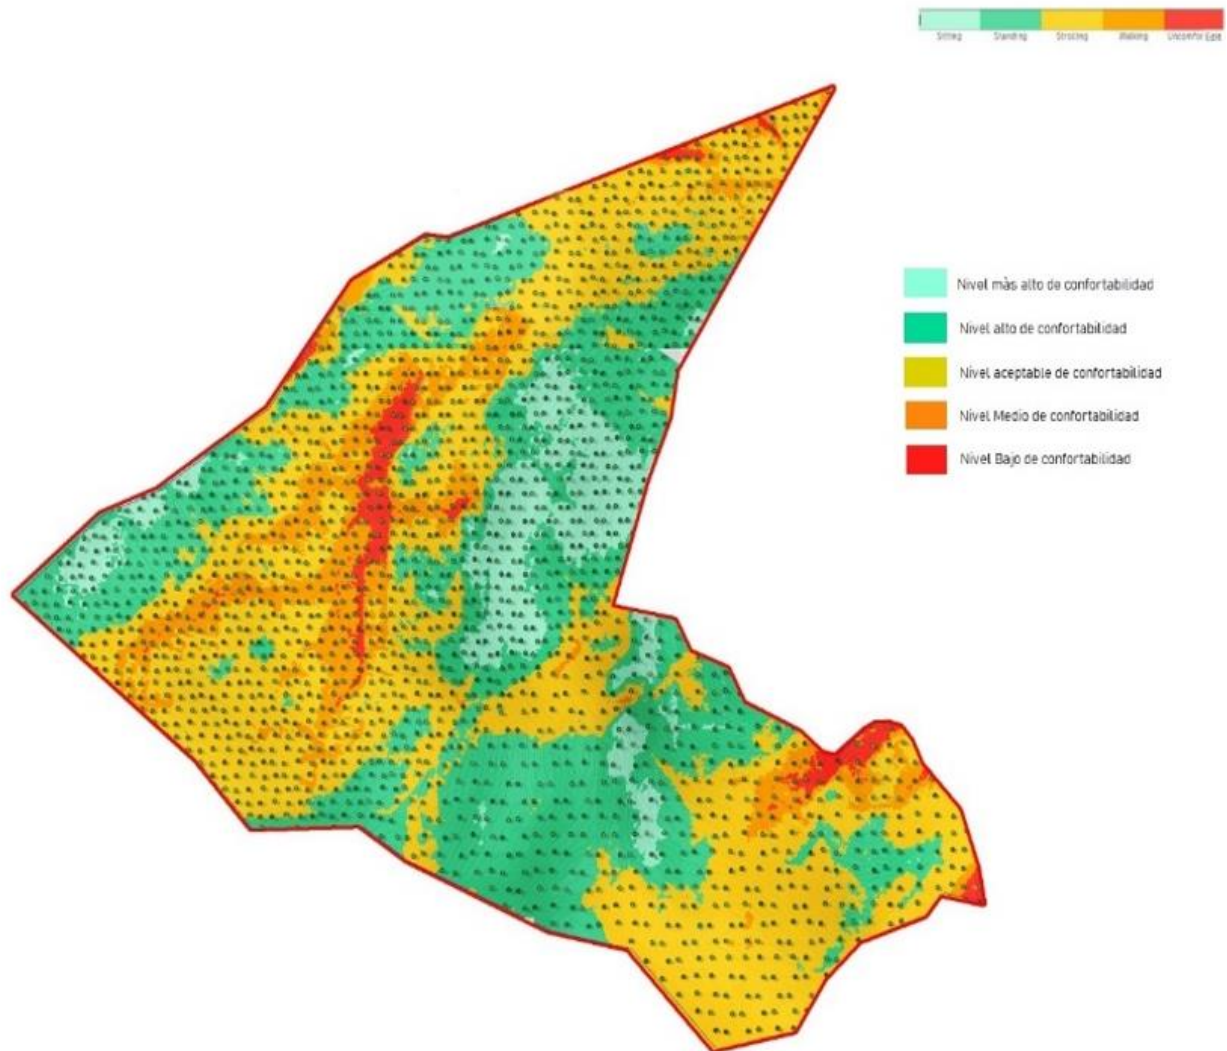 Sitting
Standing
Strolling
Walking
Nivel màs alto de confortabilidad
Nivel alto de confortabilidad
Nivel aceptable de confortabilidad
Nivel Medio de confortabilidad
Nivel Bajo de confortabilidad